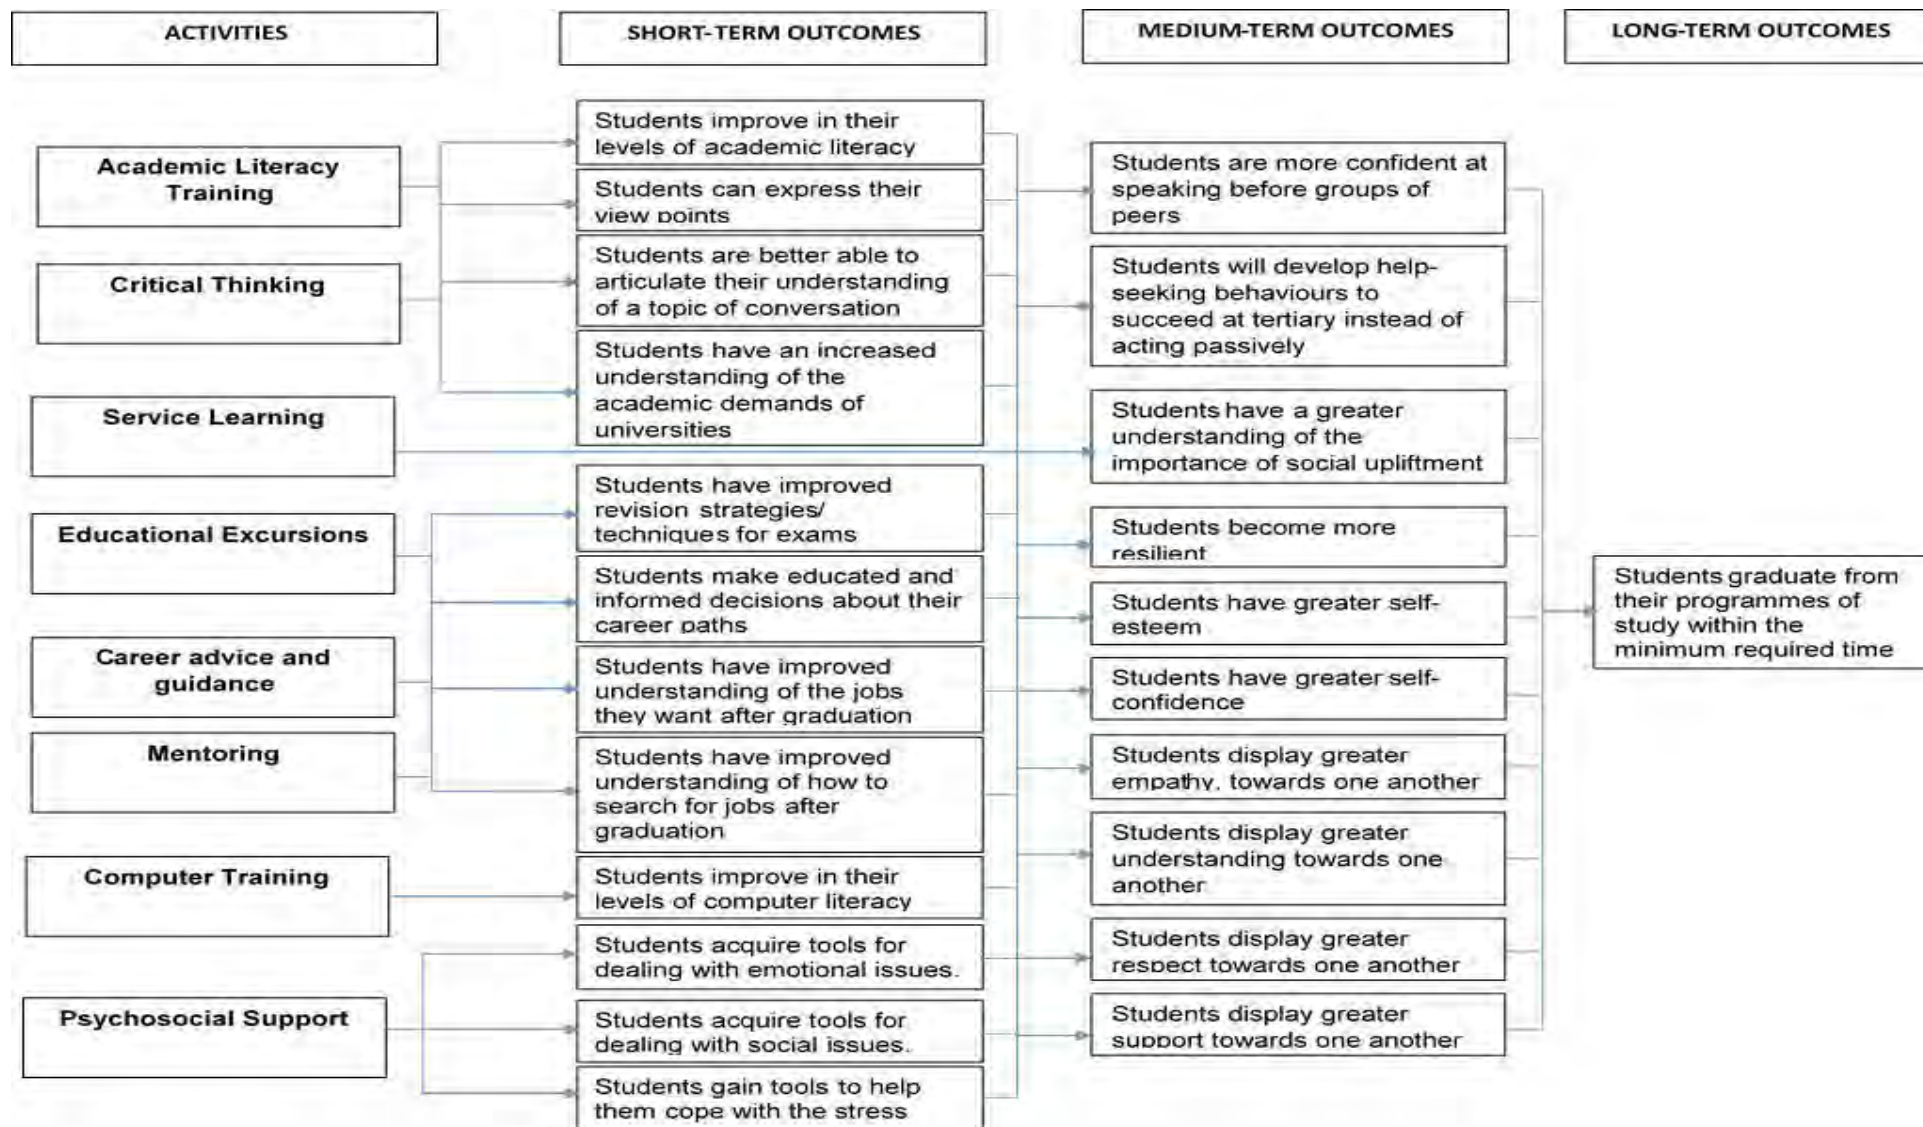 ACTIVITIES
SHORT-TERM OUTCOMES
MEDIUM-TERM OUTCOMES
LONG-TERM OUTCOMES
Academic Literacy
Training
Critical Thinking
Service Learning
Educational Excursions
Career advice and
guidance
Mentoring
Computer Training
Psychosocial Support
Students improve in their
levels of academic literacy
Students can express their
view points
Students are better able to
articulate their understanding
of a topic of conversation
Students have an increased
understanding of the
academic demands of
universities
Students have improved
revision strategies/
techniques for exams
Students make educated and
informed decisions about their
career paths
Students have improved
understanding of the jobs
they want after graduation
Students have improved
understanding of how to
search for jobs after
graduation
Students improve in their
levels of computer literacy
Students acquire tools for
dealing with emotional issues.
Students acquire tools for
dealing with social issues.
Students gain tools to help
them cope with the stress
Students are more confident at
speaking before groups of
peers
Students will develop help-
seeking behaviours to
succeed at tertiary instead of
acting passively
Students have a greater
understanding of the
importance of social upliftment
Students become more
resilient
Students have greater self-
esteem
Students have greater self-
confidence
Students display greater
empathy, towards one another
Students display greater
understanding towards one
another
Students display greater
respect towards one another
Students display greater
support towards one another
Students graduate from
their programmes of
study within the
minimum required time